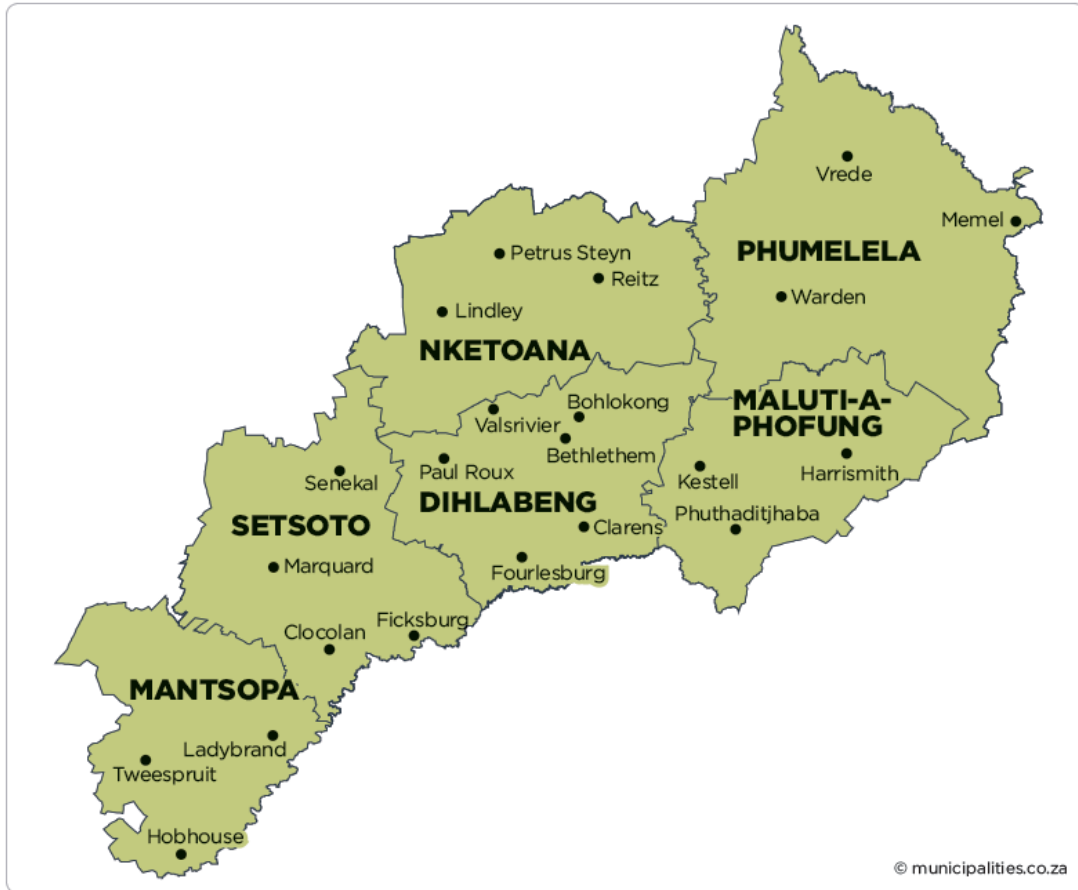 Vrede
Memel
PHUMELELA
Petrus Steyn
Reitz
Warden
Lindley
NKETOANA
MALUTI-A-
PHOFUNG
Bohlokong
Valsrivier
Bethlethem
Paul Roux
Harrismith
Kestell
Senekal
DIHLABENG
Phuthaditjhaba
SETSOTO
Clarens
Marquard
Fourlesburg
Ficksburg
Clocolan
MANTSOPA
Ladybrand
Tweespruit
Hobhouse
© municipalities.co.za